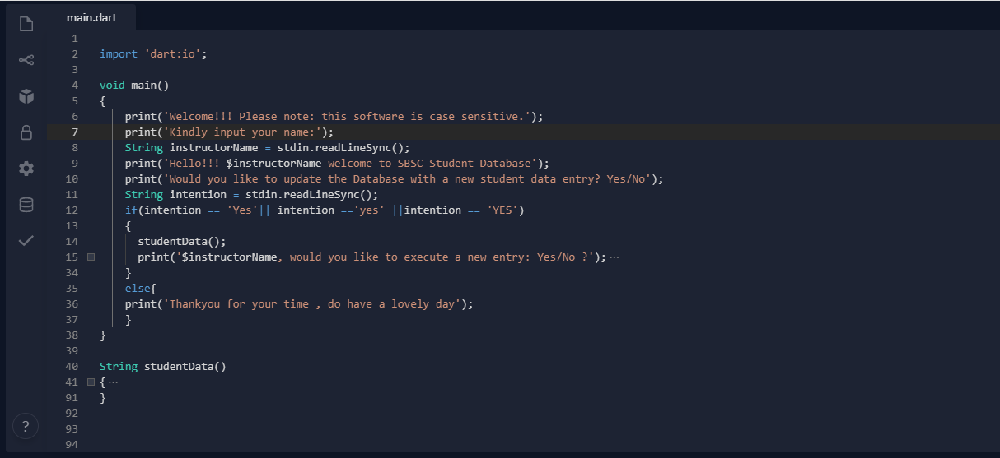 main.dart
1
2 import 'dart:io';
3
4 void main()
5 {
6 print('Welcome!!! Please note: this software is case sensitive.');
7 print('Kindly input your name:');
8 String instructorName = stdin.readLineSync();
9 print('Hello!!! $instructorName welcome to SBSC-Student Database');
10 print('Would you like to update the Database with a new student data entry? Yes/No');
11 String intention = stdin.readLineSync();
12 if(intention == 'Yes'|| intention =='yes' ||intention == 'YES')
13 {
14 studentData();
15 print('$instructorName, would you like to execute a new entry: Yes/No ?');···
34 }
35 else{
36 print('Thankyou for your time , do have a lovely day');
37 }
38 }
39
40 String studentData()
41 {···
91 }
92
93
94
?